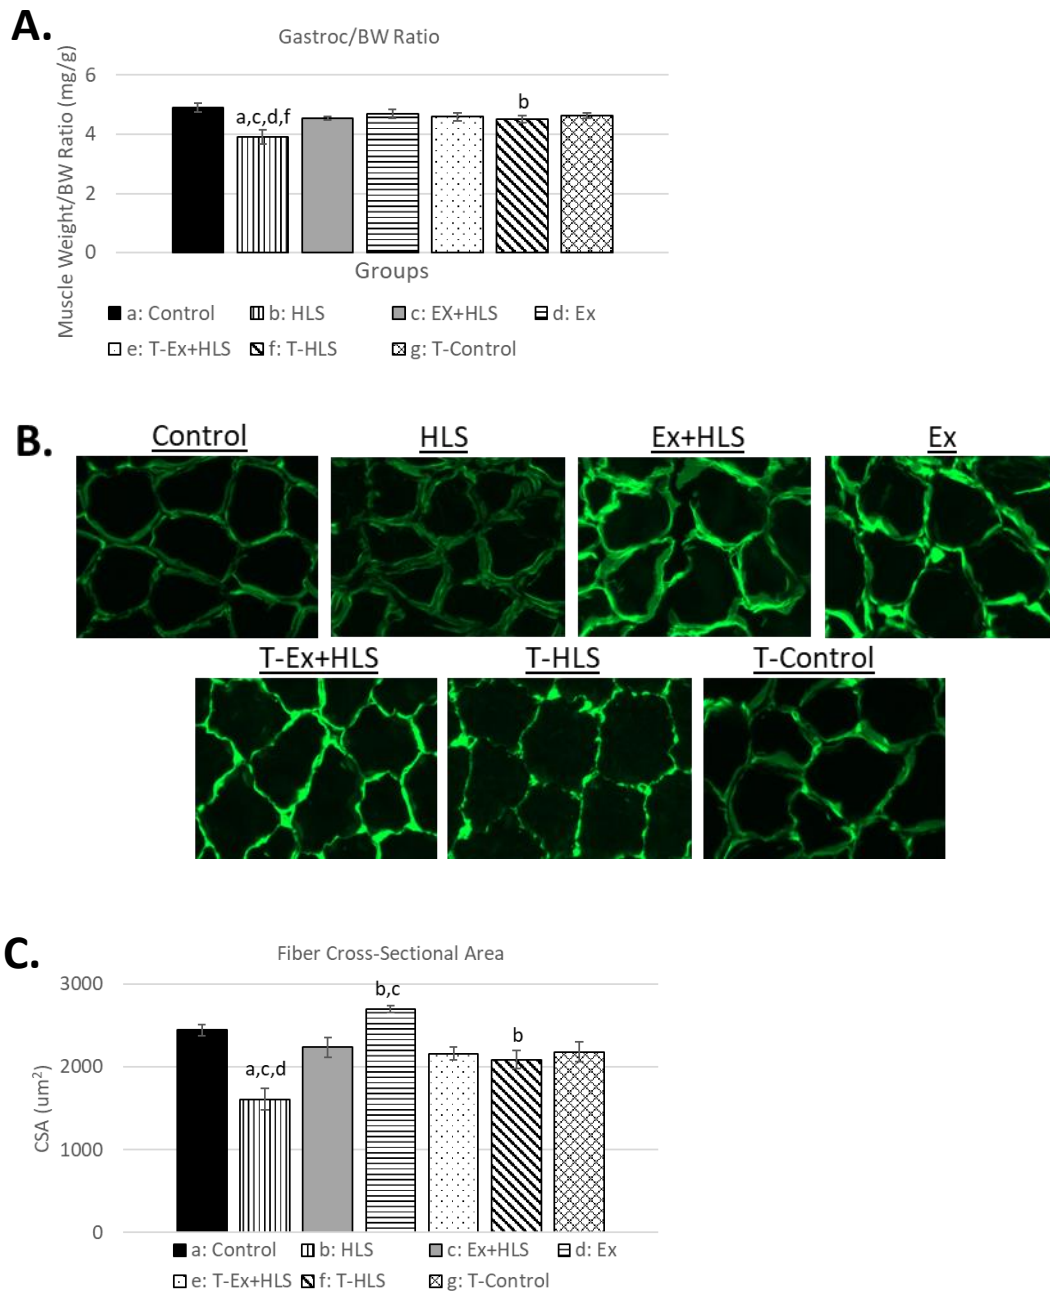 A.
Gastroc/BW Ratio
Muscle Weight/BW Ratio (mg/g)
6
4
2
0
a,c,d,f
b
Groups
a: Control b: HLS c: EX+HLS d: Ex
e: T-Ex+HLS f: T-HLS g: T-Control
B.
Control HLS Ex+HLS Ex
T-Ex+HLS T-HLS T-Control
C.
Fiber Cross-Sectional Area
CSA (um²)
3000
2000
1000
0
a,c,d
b,c
b
a: Control b: HLS c: Ex+HLS d: Ex
e: T-Ex+HLS f: T-HLS g: T-Control